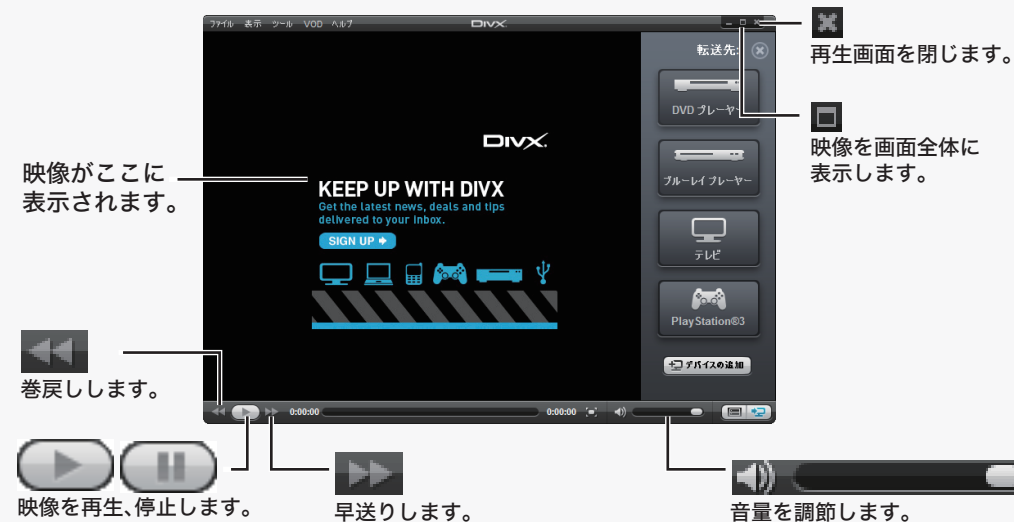 ファイル 表示 ツール VOD ヘルプ
DIVX
再生画面を閉じます。
転送先:
DVD プレーヤー
映像を画面全体に
表示します。
DIVX.
映像がここに
表示されます。
KEEP UP WITH DIVX
Get the latest news, deals and tips
delivered to your inbox.
SIGN UP
ブルーレイ プレーヤー
テレビ
PlayStation®3
デバイスの追加
巻戻しします。
0:00:00
0:00:00
映像を再生、停止します。
早送りします。
音量を調節します。